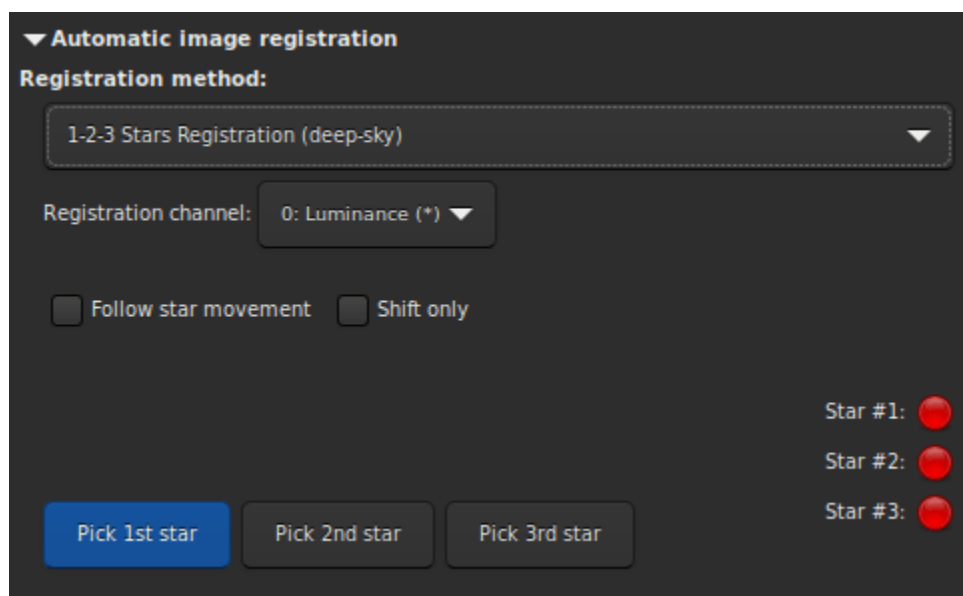 Automatic image registration
Registration method:
1-2-3 Stars Registration (deep-sky)
Registration channel: 0: Luminance (*)
Follow star movement Shift only
Star #1:
Star #2:
Star #3:
Pick 1st star Pick 2nd star Pick 3rd star